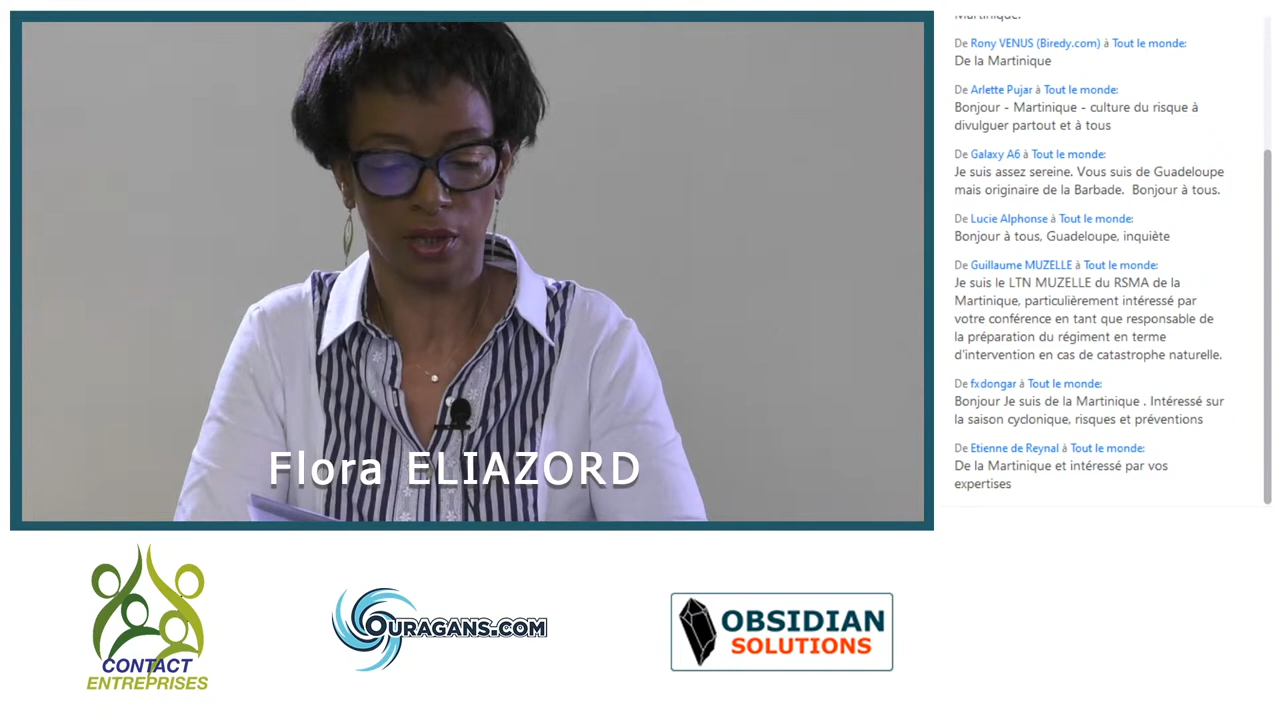 Flora ELIAZORD
Martinique.
De Rony VENUS (Biredy.com) à Tout le monde:
De la Martinique
De Arlette Pujar à Tout le monde:
Bonjour - Martinique - culture du risque à
divulguer partout et à tous
De Galaxy A6 à Tout le monde:
Je suis assez sereine. Vous suis de Guadeloupe
mais originaire de la Barbade. Bonjour à tous.
De Lucie Alphonse à Tout le monde:
Bonjour à tous, Guadeloupe, inquiète
De Guillaume MUZELLE à Tout le monde:
Je suis le LTN MUZELLE du RSMA de la
Martinique, particulièrement intéressé par
votre conférence en tant que responsable de
la préparation du régiment en terme
d'intervention en cas de catastrophe naturelle.
De fxdongar à Tout le monde:
Bonjour Je suis de la Martinique . Intéressé sur
la saison cyclonique, risques et préventions
De Etienne de Reynal à Tout le monde:
De la Martinique et intéressé par vos
expertises
CONTACT
ENTREPRISES
OURAGANS.COM
OBSIDIAN
SOLUTIONS